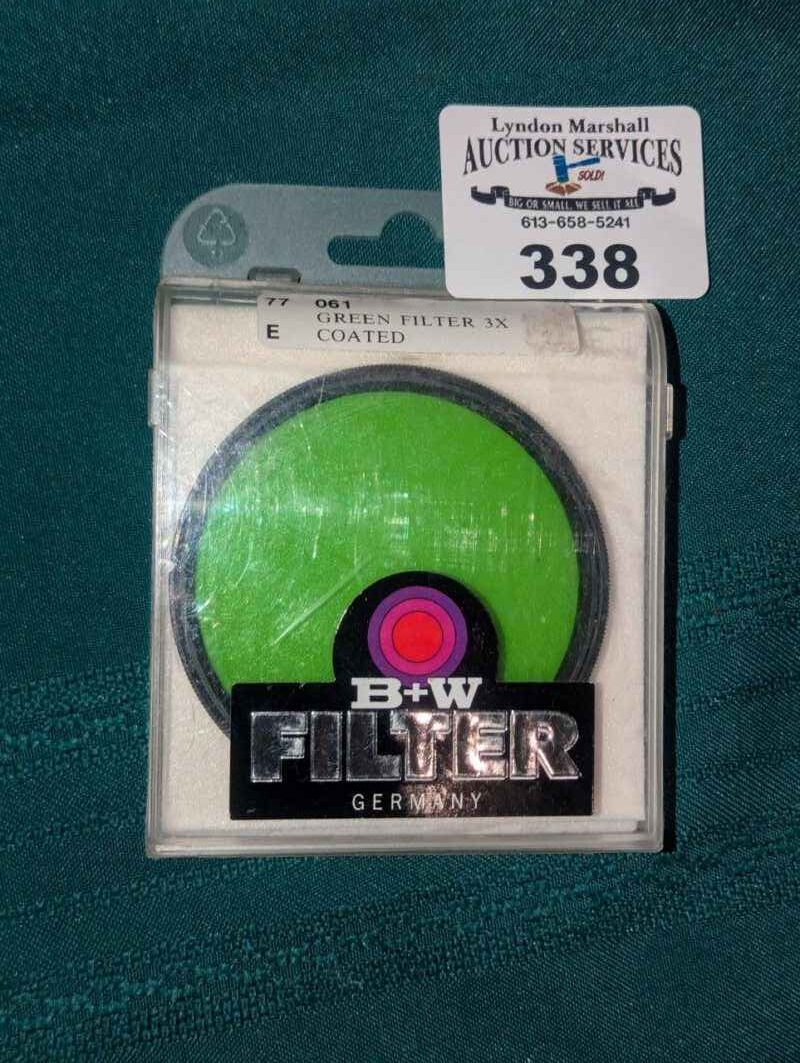 Lyndon Marshall
AUCTION SERVICES
SOLD!
BIG OR SMALL, WE SELL IT ALL
613-658-5241
338
77 061
GREEN FILTER 3X
E COATED
B+W
FILTER
GERMANY